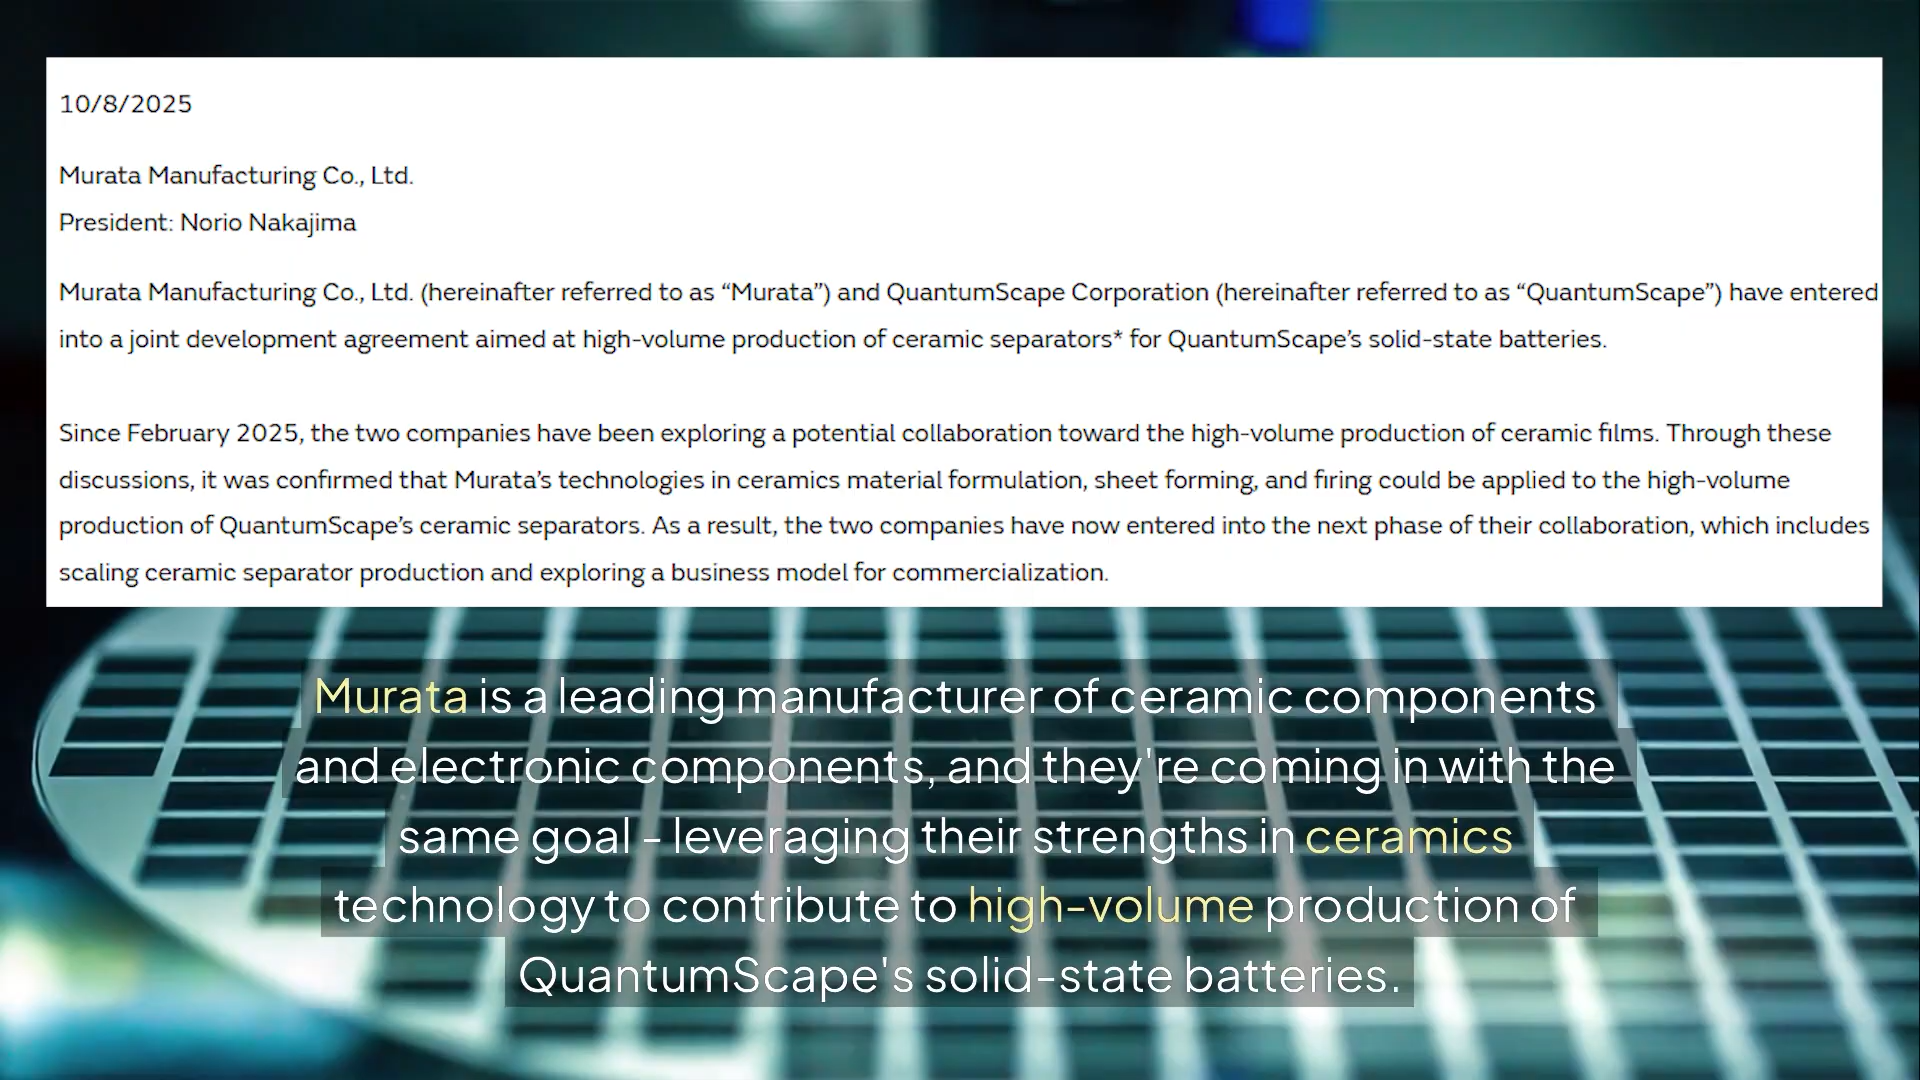 10/8/2025
Murata Manufacturing Co., Ltd.
President: Norio Nakajima
Murata Manufacturing Co., Ltd. (hereinafter referred to as “Murata”) and QuantumScape Corporation (hereinafter referred to as “QuantumScape”) have entered
into a joint development agreement aimed at high-volume production of ceramic separators* for QuantumScape’s solid-state batteries.
Since February 2025, the two companies have been exploring a potential collaboration toward the high-volume production of ceramic films. Through these
discussions, it was confirmed that Murata’s technologies in ceramics material formulation, sheet forming, and firing could be applied to the high-volume
production of QuantumScape’s ceramic separators. As a result, the two companies have now entered into the next phase of their collaboration, which includes
scaling ceramic separator production and exploring a business model for commercialization.
Murata is a leading manufacturer of ceramic components
and electronic components, and they're coming in with the
same goal - leveraging their strengths in ceramics
technology to contribute to high-volume production of
QuantumScape's solid-state batteries.